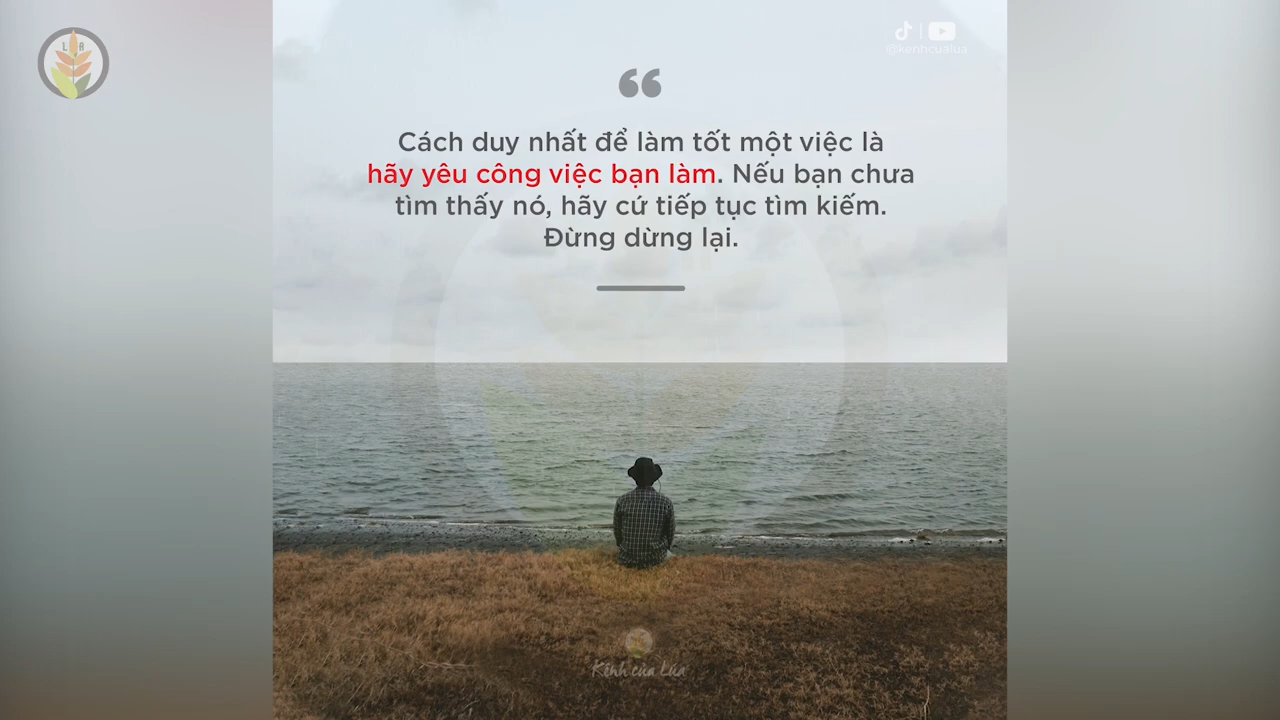 L A
@kenhcualua
“
Cách duy nhất để làm tốt một việc là
hãy yêu công việc bạn làm. Nếu bạn chưa
tìm thấy nó, hãy cứ tiếp tục tìm kiếm.
Đừng dừng lại.
Kênh của Lúa